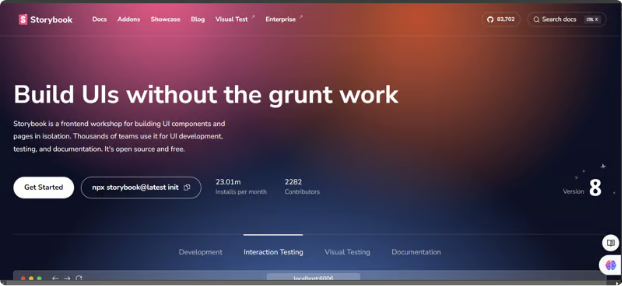 Storybook Docs Addons Showcase Blog Visual Test Enterprise 83,762 Search docs CTRL K
Build UIs without the grunt work
Storybook is a frontend workshop for building UI components and
pages in isolation. Thousands of teams use it for UI development,
testing, and documentation. It's open source and free.
Get Started
npx storybook@latest init
23.01m
Installs per month
2282
Contributors
Version 8
Development Interaction Testing Visual Testing Documentation
localhost:6006